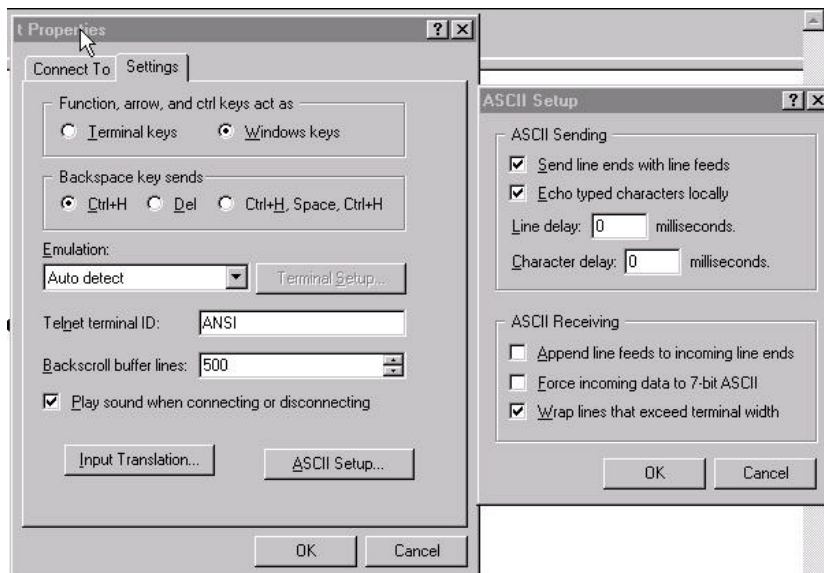 t Properties
Connect To
Settings
Function, arrow, and ctrl keys act as
Terminal keys
Windows keys
Backspace key sends
Ctrl+H
Del
Ctrl+H, Space, Ctrl+H
Emulation:
Auto detect
Terminal Setup...
Telnet terminal ID:
ANSI
Backscroll buffer lines:
500
Play sound when connecting or disconnecting
Input Translation...
ASCII Setup...
OK
Cancel
ASCII Setup
ASCII Sending
Send line ends with line feeds
Echo typed characters locally
Line delay: 0 milliseconds.
Character delay: 0 milliseconds.
ASCII Receiving
Append line feeds to incoming line ends
Force incoming data to 7-bit ASCII
Wrap lines that exceed terminal width
OK
Cancel